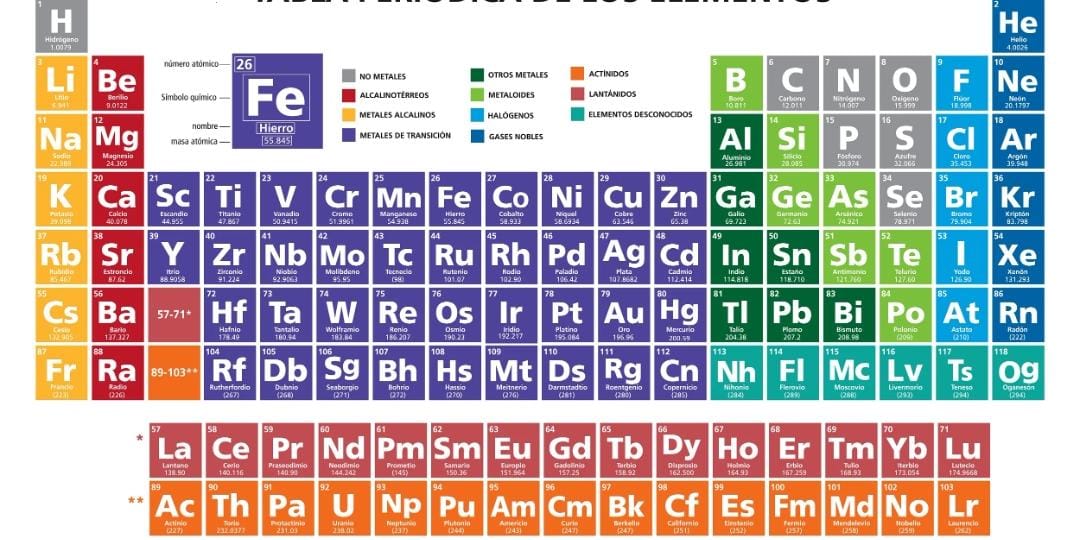 TABLA PERIÓDICA DE LOS ELEMENTOS
1
H
Hidrógeno
1.0079
2
He
Helio
4.0026
número atómico
Símbolo químico
nombre
masa atómica
26
Fe
Hierro
55.845
NO METALES
ALCALINOTÉRREOS
METALES ALCALINOS
METALES DE TRANSICIÓN
OTROS METALES
METALOIDES
HALÓGENOS
GASES NOBLES
ACTÍNIDOS
LANTÁNIDOS
ELEMENTOS DESCONOCIDOS
3 4 5 6 7 8 9 10
Li Be B C N O F Ne
Litio Berilio Boro Carbono Nitrógeno Oxígeno Flúor Neón
6.941 9.0122 10.811 12.011 14.007 15.999 18.998 20.1797
11 12 13 14 15 16 17 18
Na Mg Al Si P S Cl Ar
Sodio Magnesio Aluminio Silicio Fósforo Azufre Cloro Argón
22.989 24.305 26.981 28.085 30.974 32.066 35.453 39.948
19 20 21 22 23 24 25 26 27 28 29 30 31 32 33 34 35 36
K Ca Sc Ti V Cr Mn Fe Co Ni Cu Zn Ga Ge As Se Br Kr
Potasio Calcio Escandio Titanio Vanadio Cromo Manganeso Hierro Cobalto Níquel Cobre Zinc Galio Germanio Arsénico Selenio Bromo Kriptón
39.098 40.078 44.955 47.867 50.9415 51.9961 54.938 55.845 58.933 58.6934 63.546 65.38 69.723 72.63 74.921 78.971 79.904 83.798
37 38 39 40 41 42 43 44 45 46 47 48 49 50 51 52 53 54
Rb Sr Y Zr Nb Mo Tc Ru Rh Pd Ag Cd In Sn Sb Te I Xe
Rubidio Estroncio Itrio Zirconio Niobio Molibdeno Tecnecio Rutenio Rodio Paladio Plata Cadmio Indio Estaño Antimonio Telurio Yodo Xenón
85.467 87.62 88.9058 91.224 92.9063 95.95 (98) 101.07 102.90 106.42 107.8682 112.414 114.818 118.710 121.760 127.60 126.90 131.293
55 56 57-71* 72 73 74 75 76 77 78 79 80 81 82 83 84 85 86
Cs Ba Hf Ta W Re Os Ir Pt Au Hg Tl Pb Bi Po At Rn
Cesio Bario Hafnio Tantalio Wolframio Renio Osmio Iridio Platino Oro Mercurio Talio Plomo Bismuto Polonio Astato Radón
132.905 137.327 178.49 180.94 183.84 186.207 190.23 192.217 195.084 196.96 200.59 204.38 207.2 208.98 (209) (210) (222)
87 88 89-103** 104 105 106 107 108 109 110 111 112 113 114 115 116 117 118
Fr Ra Rf Db Sg Bh Hs Mt Ds Rg Cn Nh Fl Mc Lv Ts Og
Francio Radio Rutherfordio Dubnio Seaborgio Bohrio Hassio Meitnerio Darmstadtio Roentgenio Copernicio Nihonio Flerovio Moscovio Livermorio Teneso Oganesón
(223) (226) (267) (268) (271) (272) (270) (276) (281) (280) (285) (284) (289) (288) (293) (294) (294)
* 57 58 59 60 61 62 63 64 65 66 67 68 69 70 71
La Ce Pr Nd Pm Sm Eu Gd Tb Dy Ho Er Tm Yb Lu
Lantano Cerio Praseodimio Neodimio Prometio Samario Europio Gadolinio Terbio Disprosio Holmio Erbio Tulio Iterbio Lutecio
138.90 140.116 140.90 144.242 (145) 150.36 151.964 157.25 158.92 162.500 164.93 167.259 168.93 173.054 174.9668
** 89 90 91 92 93 94 95 96 97 98 99 100 101 102 103
Ac Th Pa U Np Pu Am Cm Bk Cf Es Fm Md No Lr
Actinio Torio Protactinio Uranio Neptunio Plutonio Americio Curio Berkelio Californio Einstenio Fermio Mendelevio Nobelio Laurencio
(227) 232.0377 231.03 238.02 (237) (244) (243) (247) (247) (251) (252) (257) (258) (259) (262)